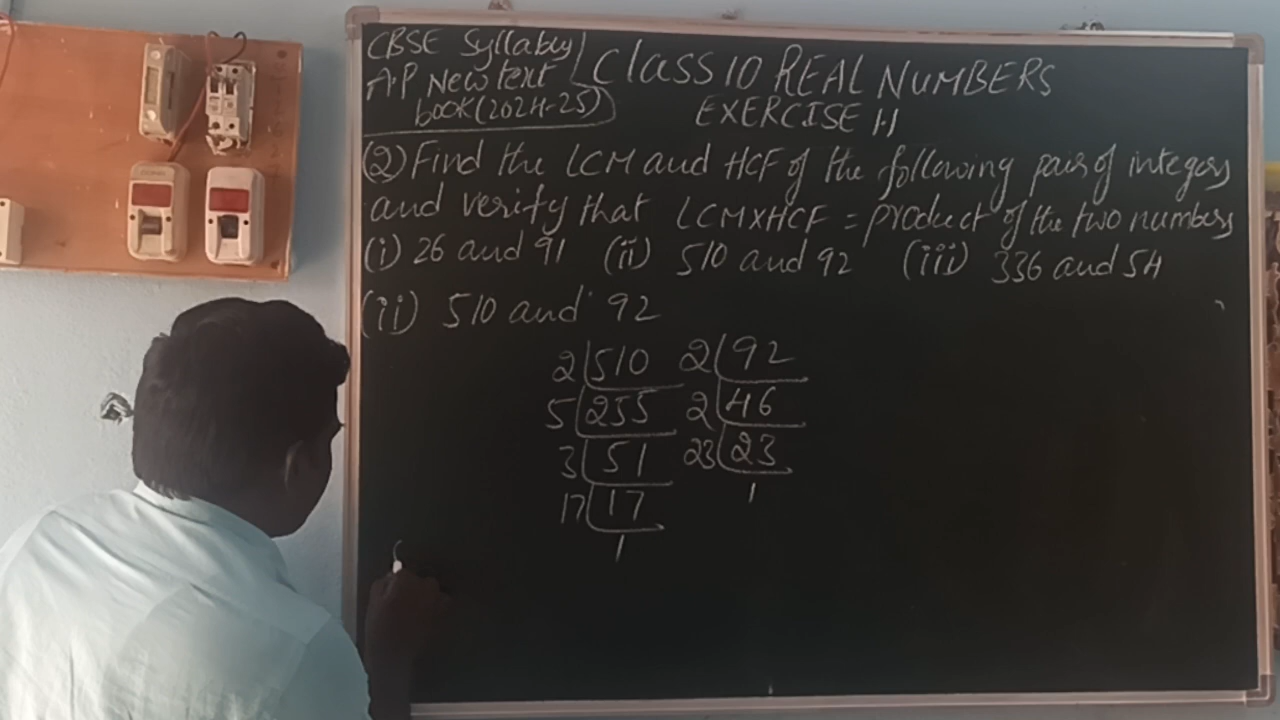 CBSE Syllabus
A.P New text
book (2024-25)
Class 10 REAL NUMBERS
EXERCISE 1.1
(2) Find the LCM and HCF of the following pairs of integers
and verify that LCM×HCF = product of the two numbers
(i) 26 and 91 (ii) 510 and 92 (iii) 336 and 54
(ii) 510 and 92
2 510 2 92
5 255 2 46
3 51 23 23
17 17 1
1